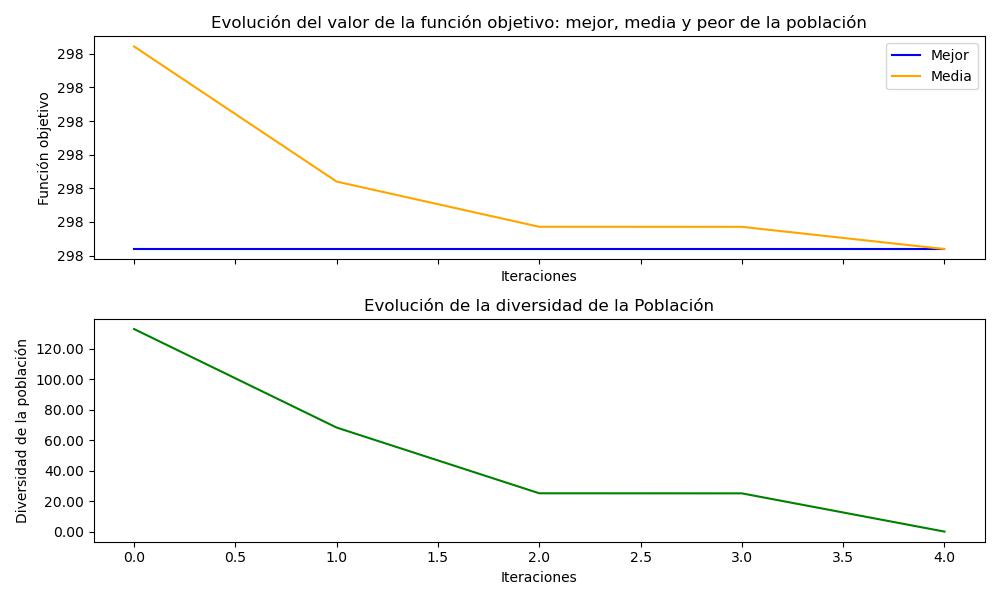 Evolución del valor de la función objetivo: mejor, media y peor de la población
Función objetivo
298
298
298
298
298
298
298
Mejor
Media
Iteraciones
Evolución de la diversidad de la Población
Diversidad de la población
120.00
100.00
80.00
60.00
40.00
20.00
0.00
0.0 0.5 1.0 1.5 2.0 2.5 3.0 3.5 4.0
Iteraciones